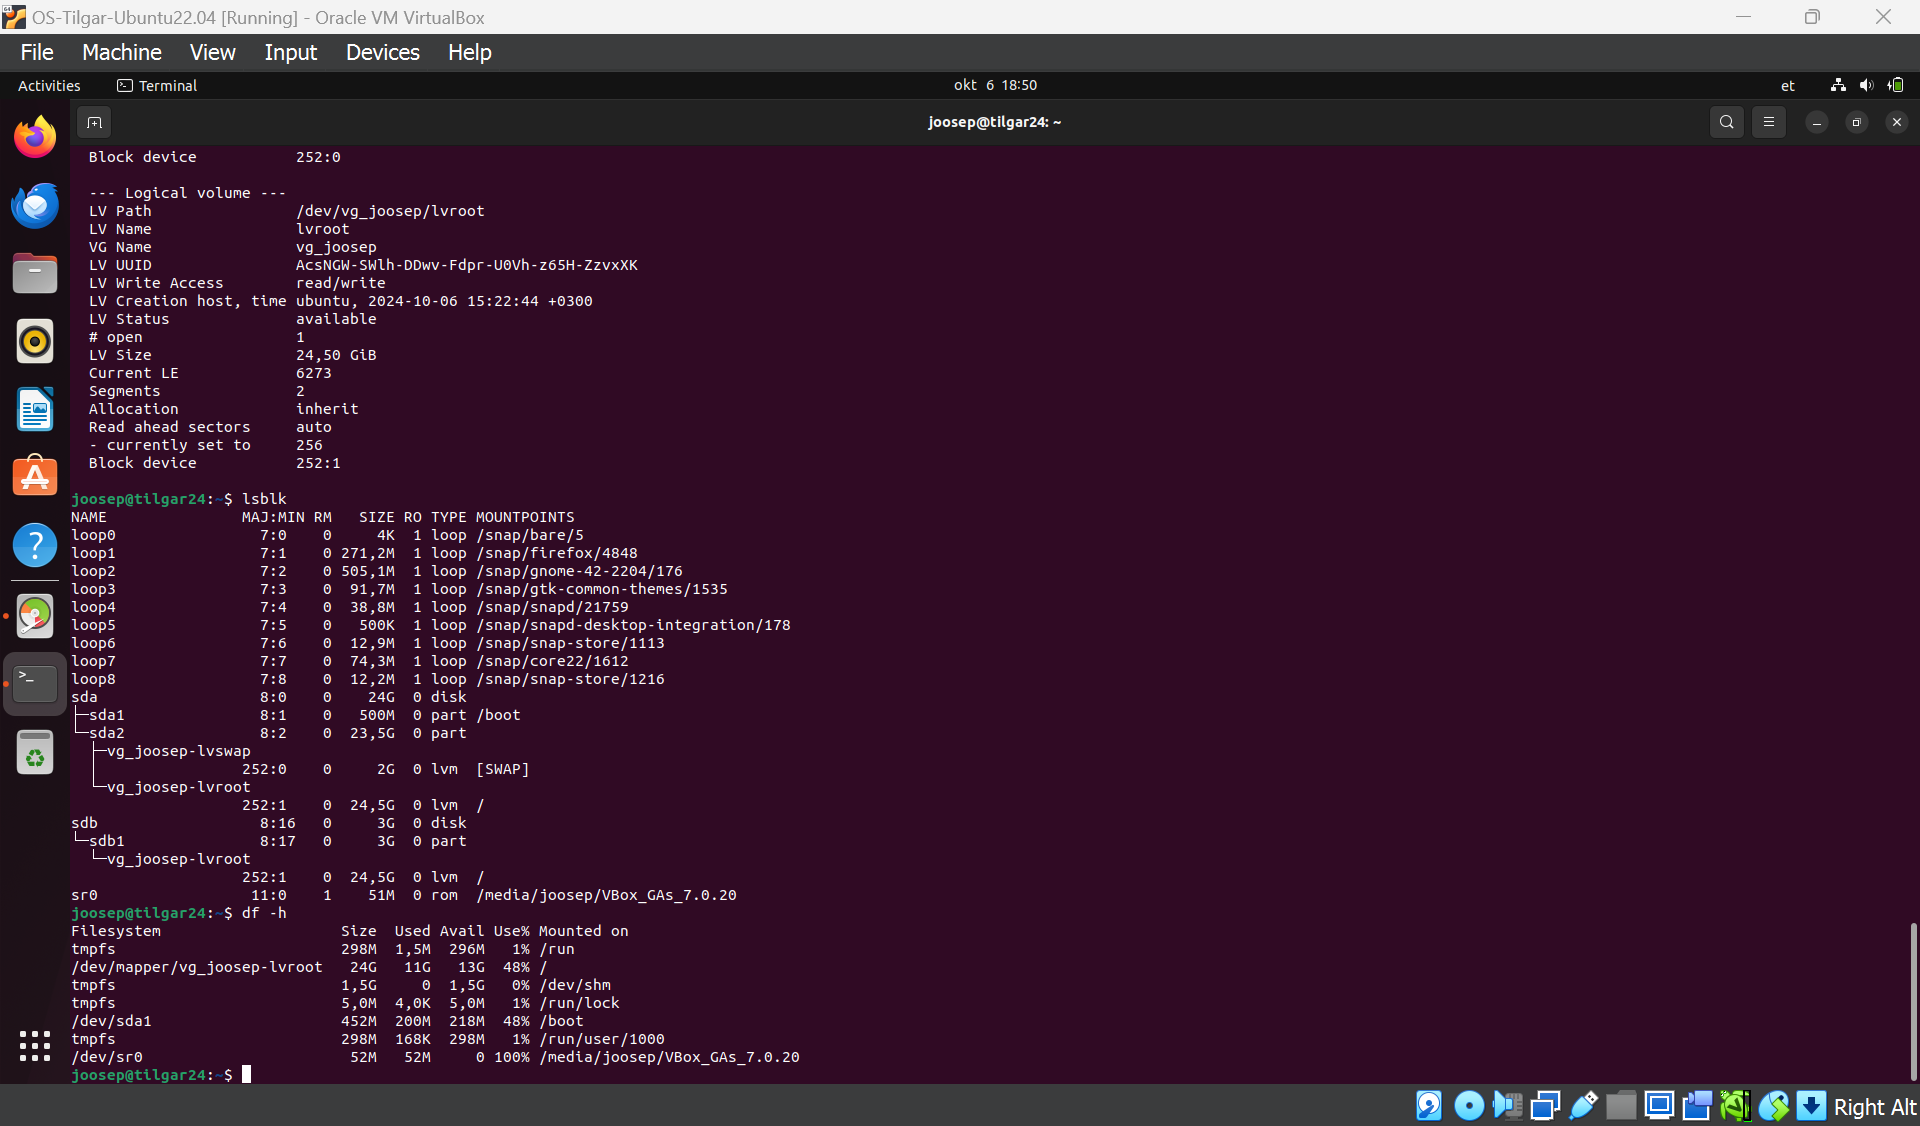 OS-Tilgar-Ubuntu22.04 [Running] - Oracle VM VirtualBox
File Machine View Input Devices Help
Activities Terminal okt 6 18:50 et
joosep@tilgar24: ~
Block device 252:0
--- Logical volume ---
LV Path /dev/vg_joosep/lvroot
LV Name lvroot
VG Name vg_joosep
LV UUID AcsNGW-SWlh-DDwv-Fdpr-U0Vh-z65H-ZzvxXK
LV Write Access read/write
LV Creation host, time ubuntu, 2024-10-06 15:22:44 +0300
LV Status available
# open 1
LV Size 24,50 GiB
Current LE 6273
Segments 2
Allocation inherit
Read ahead sectors auto
- currently set to 256
Block device 252:1
joosep@tilgar24:~$ lsblk
NAME MAJ:MIN RM SIZE RO TYPE MOUNTPOINTS
loop0 7:0 0 4K 1 loop /snap/bare/5
loop1 7:1 0 271,2M 1 loop /snap/firefox/4848
loop2 7:2 0 505,1M 1 loop /snap/gnome-42-2204/176
loop3 7:3 0 91,7M 1 loop /snap/gtk-common-themes/1535
loop4 7:4 0 38,8M 1 loop /snap/snapd/21759
loop5 7:5 0 500K 1 loop /snap/snapd-desktop-integration/178
loop6 7:6 0 12,9M 1 loop /snap/snap-store/1113
loop7 7:7 0 74,3M 1 loop /snap/core22/1612
loop8 7:8 0 12,2M 1 loop /snap/snap-store/1216
sda 8:0 0 24G 0 disk
├─sda1 8:1 0 500M 0 part /boot
└─sda2 8:2 0 23,5G 0 part
├─vg_joosep-lvswap
252:0 0 2G 0 lvm [SWAP]
└─vg_joosep-lvroot
252:1 0 24,5G 0 lvm /
sdb 8:16 0 3G 0 disk
└─sdb1 8:17 0 3G 0 part
└─vg_joosep-lvroot
252:1 0 24,5G 0 lvm /
sr0 11:0 1 51M 0 rom /media/joosep/VBox_GAs_7.0.20
joosep@tilgar24:~$ df -h
Filesystem Size Used Avail Use% Mounted on
tmpfs 298M 1,5M 296M 1% /run
/dev/mapper/vg_joosep-lvroot 24G 11G 13G 48% /
tmpfs 1,5G 0 1,5G 0% /dev/shm
tmpfs 5,0M 4,0K 5,0M 1% /run/lock
/dev/sda1 452M 200M 218M 48% /boot
tmpfs 298M 168K 298M 1% /run/user/1000
/dev/sr0 52M 52M 0 100% /media/joosep/VBox_GAs_7.0.20
joosep@tilgar24:~$
Right Alt